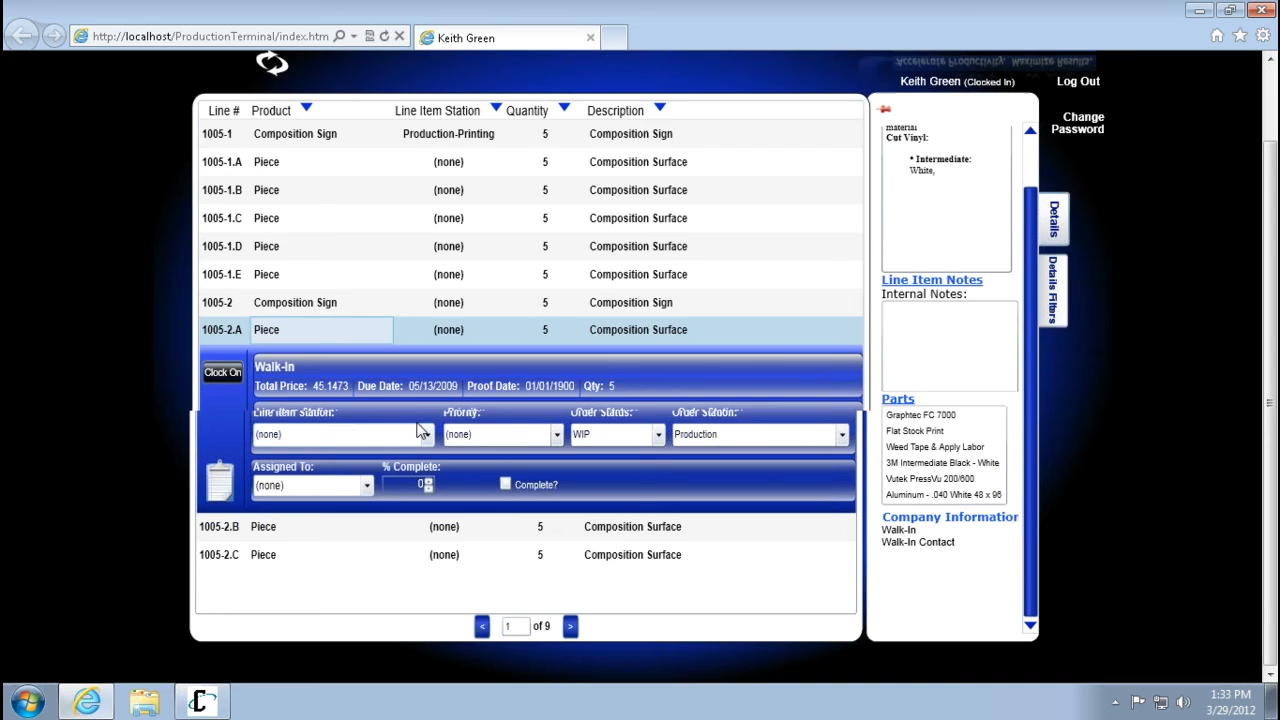 http://localhost/ProductionTerminal/index.htm
Keith Green
Accelerate Productivity. Maximize Results.
Keith Green (Clocked In)
Log Out
Change
Password
Line # Product Line Item Station Quantity Description
1005-1 Composition Sign Production-Printing 5 Composition Sign
1005-1.A Piece (none) 5 Composition Surface
1005-1.B Piece (none) 5 Composition Surface
1005-1.C Piece (none) 5 Composition Surface
1005-1.D Piece (none) 5 Composition Surface
1005-1.E Piece (none) 5 Composition Surface
1005-2 Composition Sign (none) 5 Composition Sign
1005-2.A Piece (none) 5 Composition Surface
Clock On
Walk-In
Total Price: 45.1473 Due Date: 05/13/2009 Proof Date: 01/01/1900 Qty: 5
Line Item Station: Priority: Order Status: Order Station:
(none) (none) WIP Production
Assigned To: % Complete:
(none) 0 Complete?
1005-2.B Piece (none) 5 Composition Surface
1005-2.C Piece (none) 5 Composition Surface
< 1 of 9 >
material
Cut Vinyl:
• Intermediate:
White,
Line Item Notes
Internal Notes:
Parts
Graphtec FC 7000
Flat Stock Print
Weed Tape & Apply Labor
3M Intermediate Black - White
Vutek PressVu 200/600
Aluminum - .040 White 48 x 96
Company Information
Walk-In
Walk-In Contact
Details
Details Filters
C
1:33 PM
3/29/2012